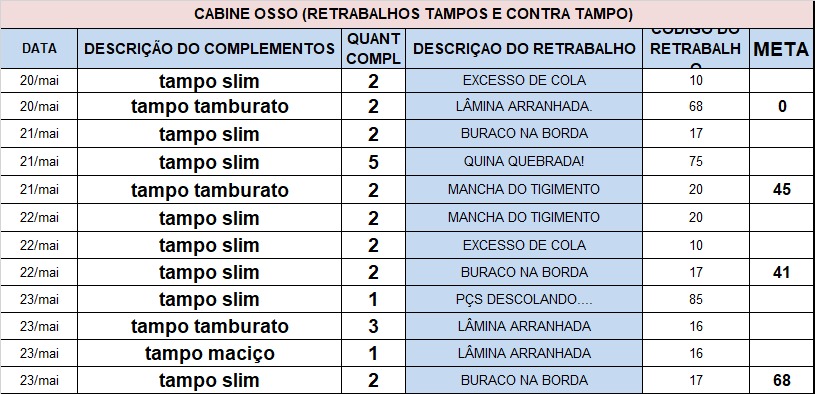 CABINE OSSO (RETRABALHOS TAMPOS E CONTRA TAMPO)
DATA DESCRIÇÃO DO COMPLEMENTOS QUANT COMPL DESCRIÇAO DO RETRABALHO CODIGO DO RETRABALHO META
20/mai tampo slim 2 EXCESSO DE COLA 10
20/mai tampo tamburato 2 LÂMINA ARRANHADA. 68 0
21/mai tampo slim 2 BURACO NA BORDA 17
21/mai tampo slim 5 QUINA QUEBRADA! 75
21/mai tampo tamburato 2 MANCHA DO TIGIMENTO 20 45
22/mai tampo slim 2 MANCHA DO TIGIMENTO 20
22/mai tampo slim 2 EXCESSO DE COLA 10
22/mai tampo slim 2 BURACO NA BORDA 17 41
23/mai tampo slim 1 PÇS DESCOLANDO.... 85
23/mai tampo tamburato 3 LÂMINA ARRANHADA 16
23/mai tampo maciço 1 LÂMINA ARRANHADA 16
23/mai tampo slim 2 BURACO NA BORDA 17 68